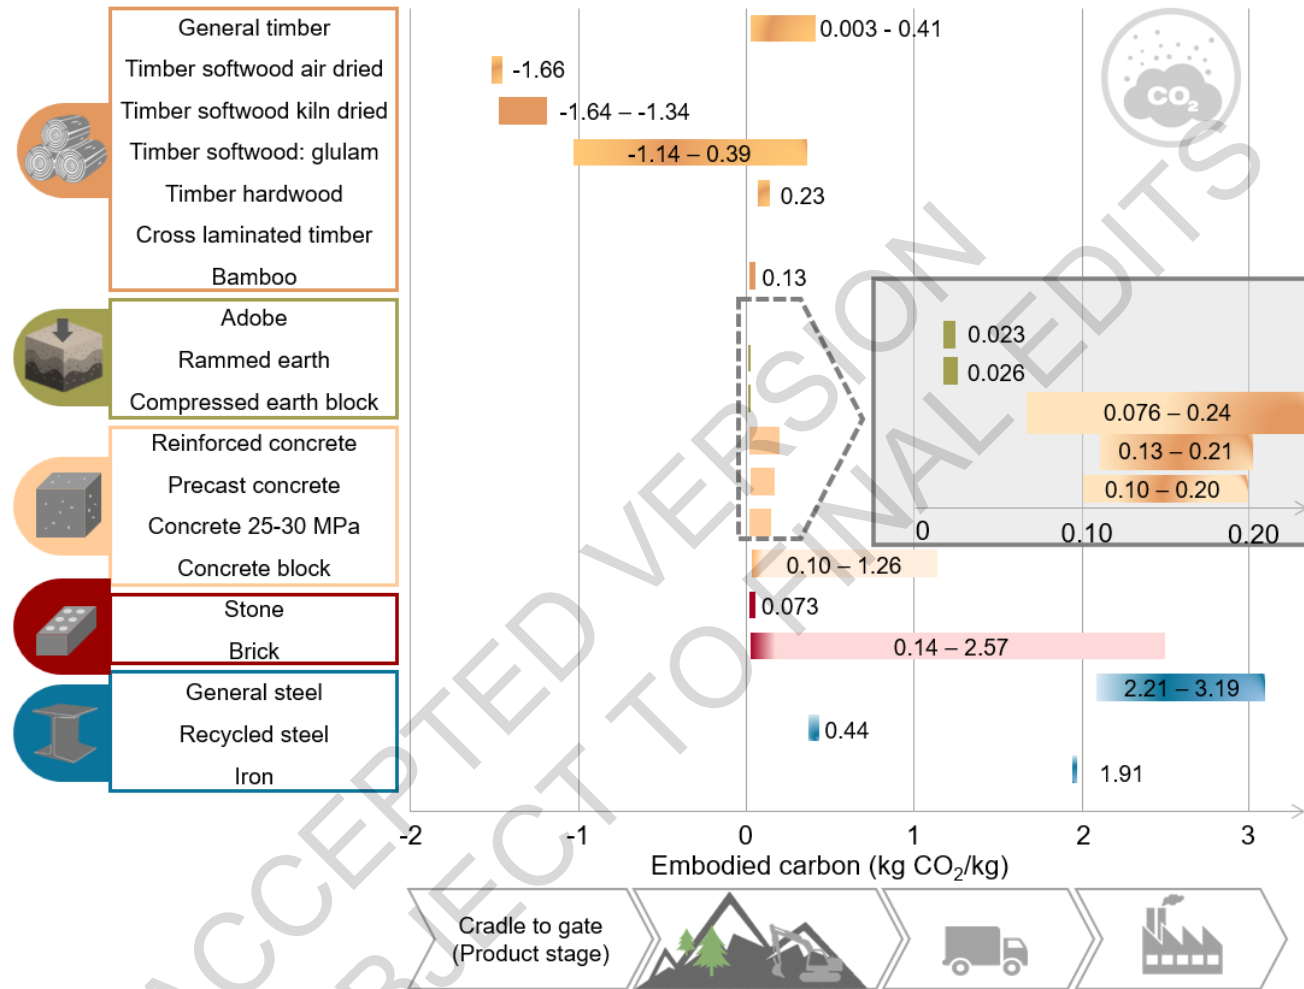 General timber
0.003 - 0.41
Timber softwood air dried
-1.66
Timber softwood kiln dried
-1.64 – -1.34
Timber softwood: glulam
-1.14 – 0.39
Timber hardwood
0.23
Cross laminated timber
Bamboo
0.13
CO₂
Adobe
Rammed earth
Compressed earth block
0.023
0.026
0.076 – 0.24
0.13 – 0.21
0.10 – 0.20
0 0.10 0.20
Reinforced concrete
Precast concrete
Concrete 25-30 MPa
Concrete block
0.10 – 1.26
Stone
0.073
Brick
0.14 – 2.57
General steel
2.21 – 3.19
Recycled steel
0.44
Iron
1.91
-2 -1 0 1 2 3
Embodied carbon (kg CO₂/kg)
Cradle to gate
(Product stage)
ACCEPTED VERSION
SUBJECT TO FINAL EDITS